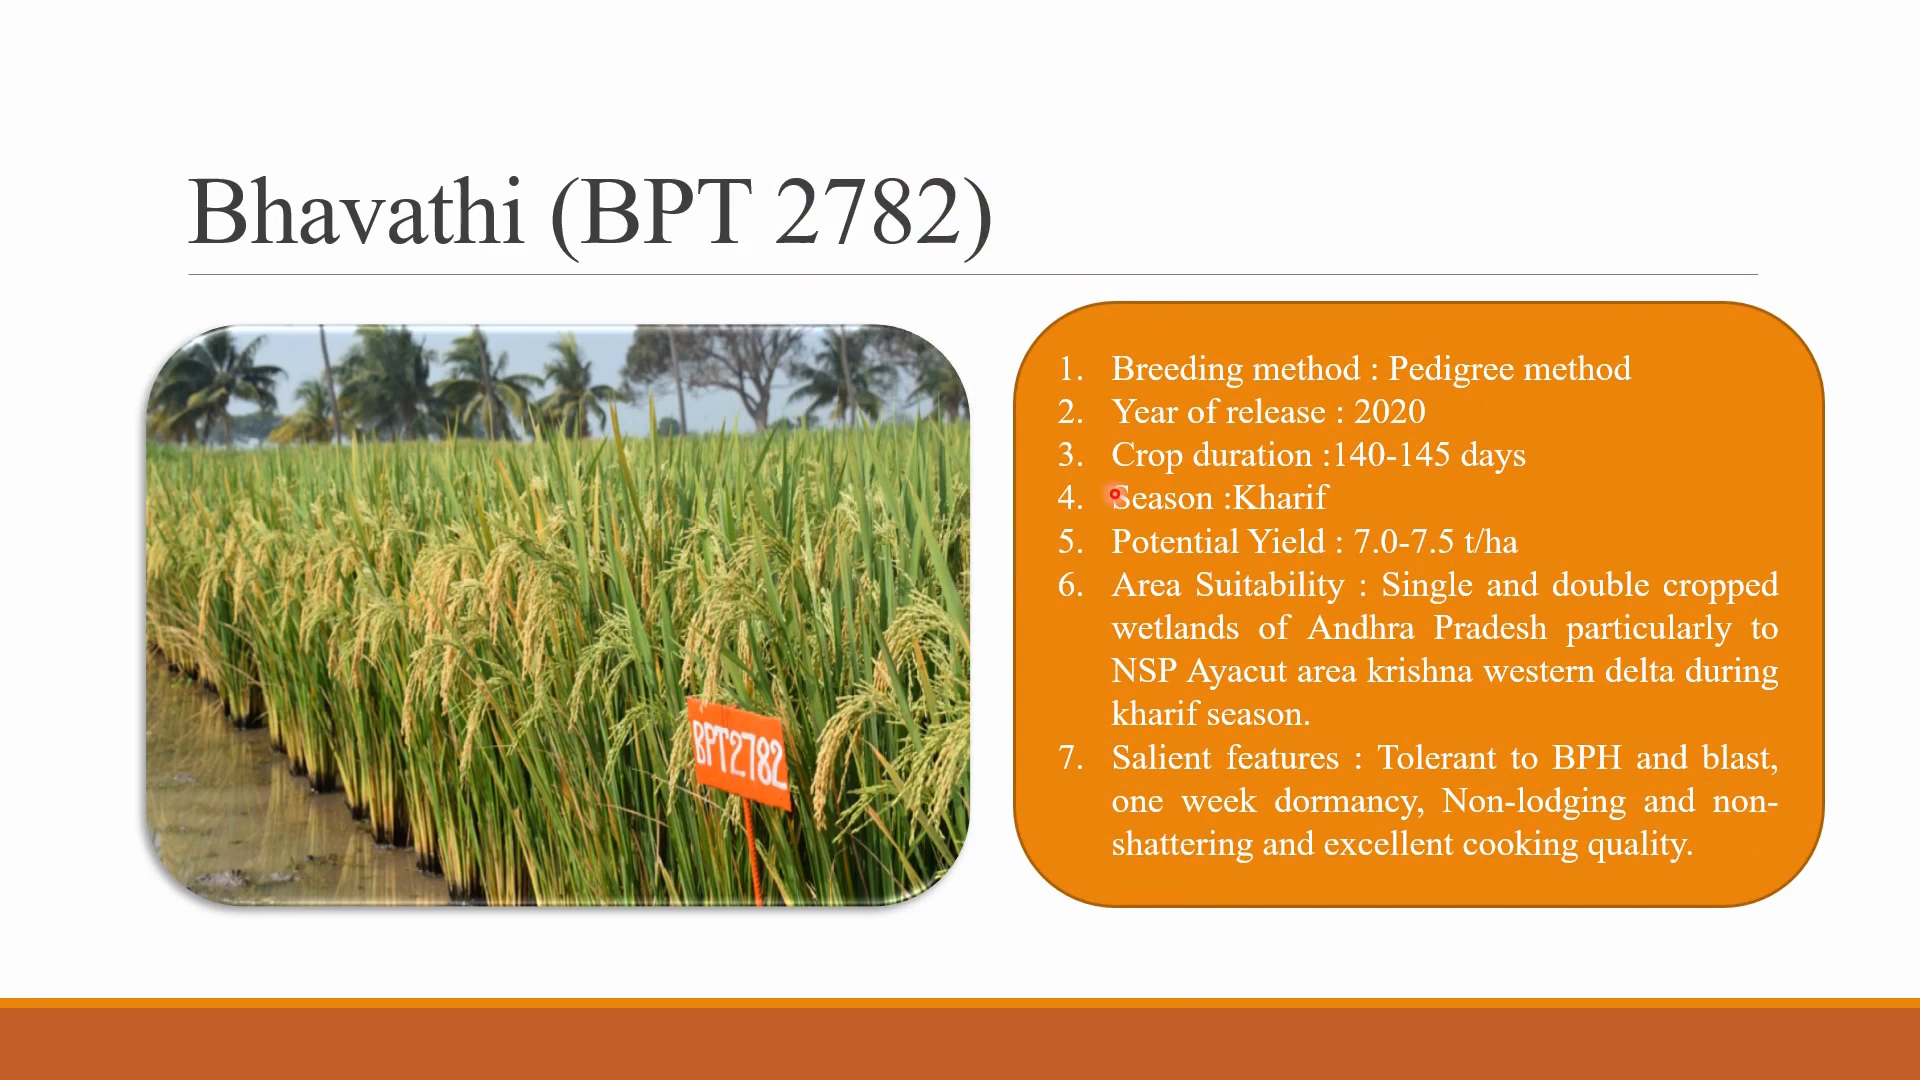 Bhavathi (BPT 2782)
BPT2782
1. Breeding method : Pedigree method
2. Year of release : 2020
3. Crop duration :140-145 days
4. Season :Kharif
5. Potential Yield : 7.0-7.5 t/ha
6. Area Suitability : Single and double cropped
wetlands of Andhra Pradesh particularly to
NSP Ayacut area krishna western delta during
kharif season.
7. Salient features : Tolerant to BPH and blast,
one week dormancy, Non-lodging and non-
shattering and excellent cooking quality.